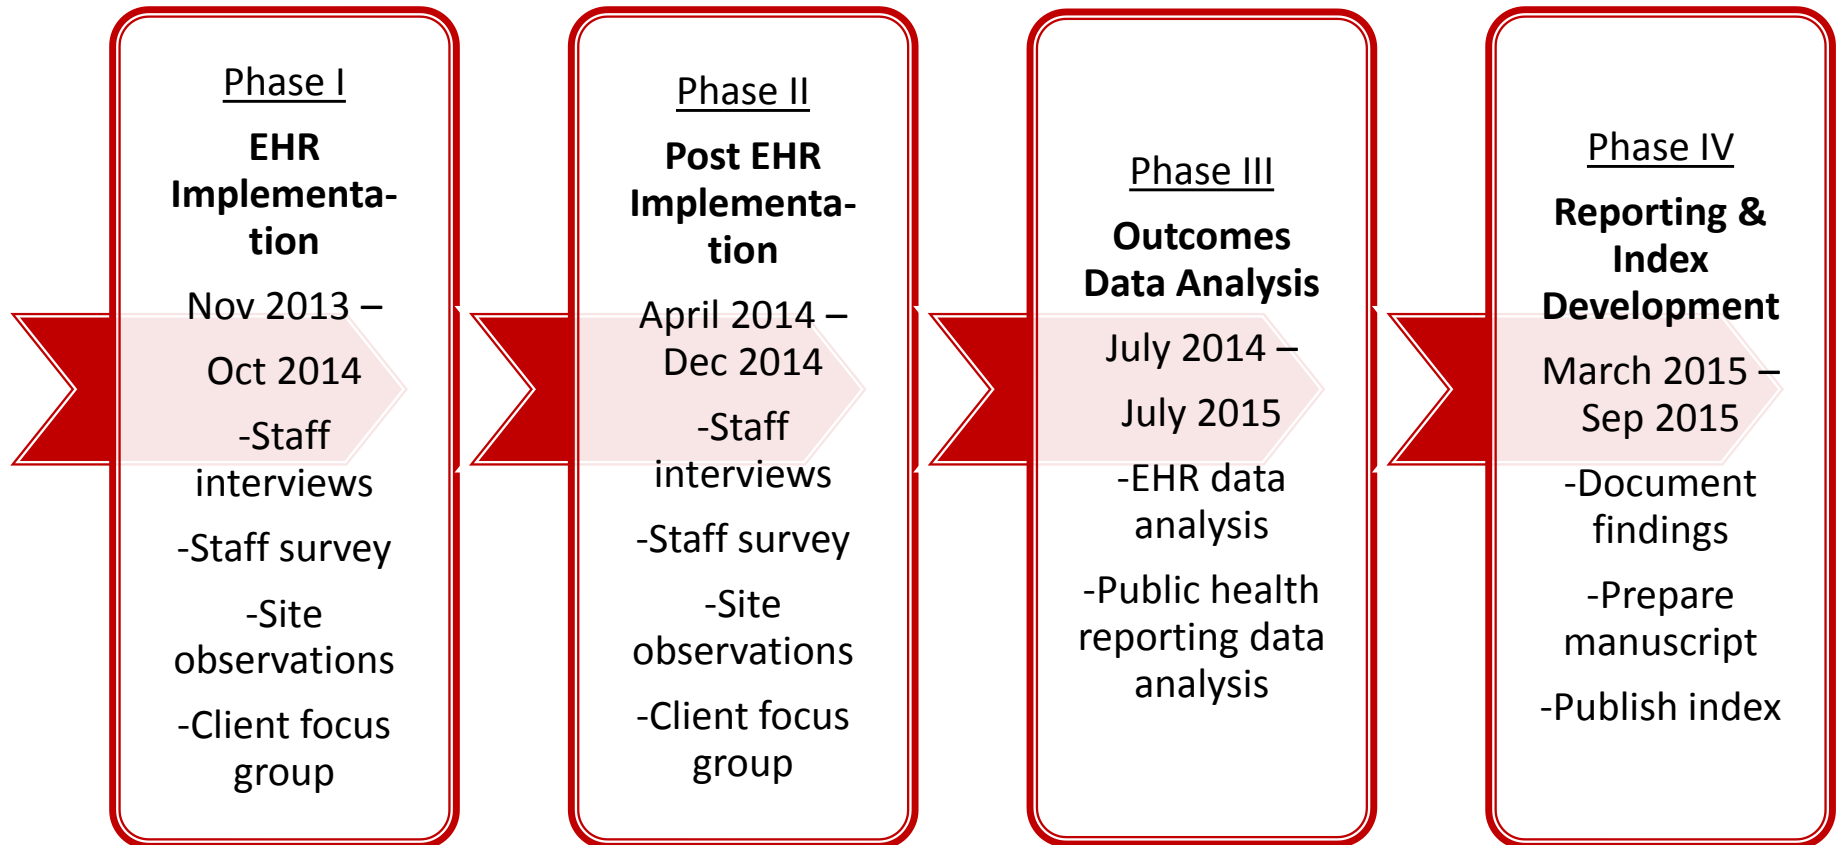 Phase I
EHR
Implementa-
tion
Nov 2013 –
Oct 2014
-Staff
interviews
-Staff survey
-Site
observations
-Client focus
group
Phase II
Post EHR
Implementa-
tion
April 2014 –
Dec 2014
-Staff
interviews
-Staff survey
-Site
observations
-Client focus
group
Phase III
Outcomes
Data Analysis
July 2014 –
July 2015
-EHR data
analysis
-Public health
reporting data
analysis
Phase IV
Reporting &
Index
Development
March 2015 –
Sep 2015
-Document
findings
-Prepare
manuscript
-Publish index